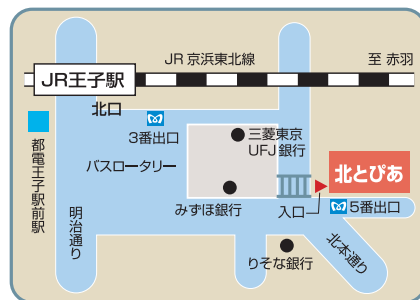 JR 京浜東北線
至 赤羽
JR王子駅
北口
3番出口
都電王子駅前駅
バスロータリー
三菱東京
UFJ 銀行
北とぴあ
みずほ銀行
入口
5番出口
明治通り
りそな銀行
北本通り